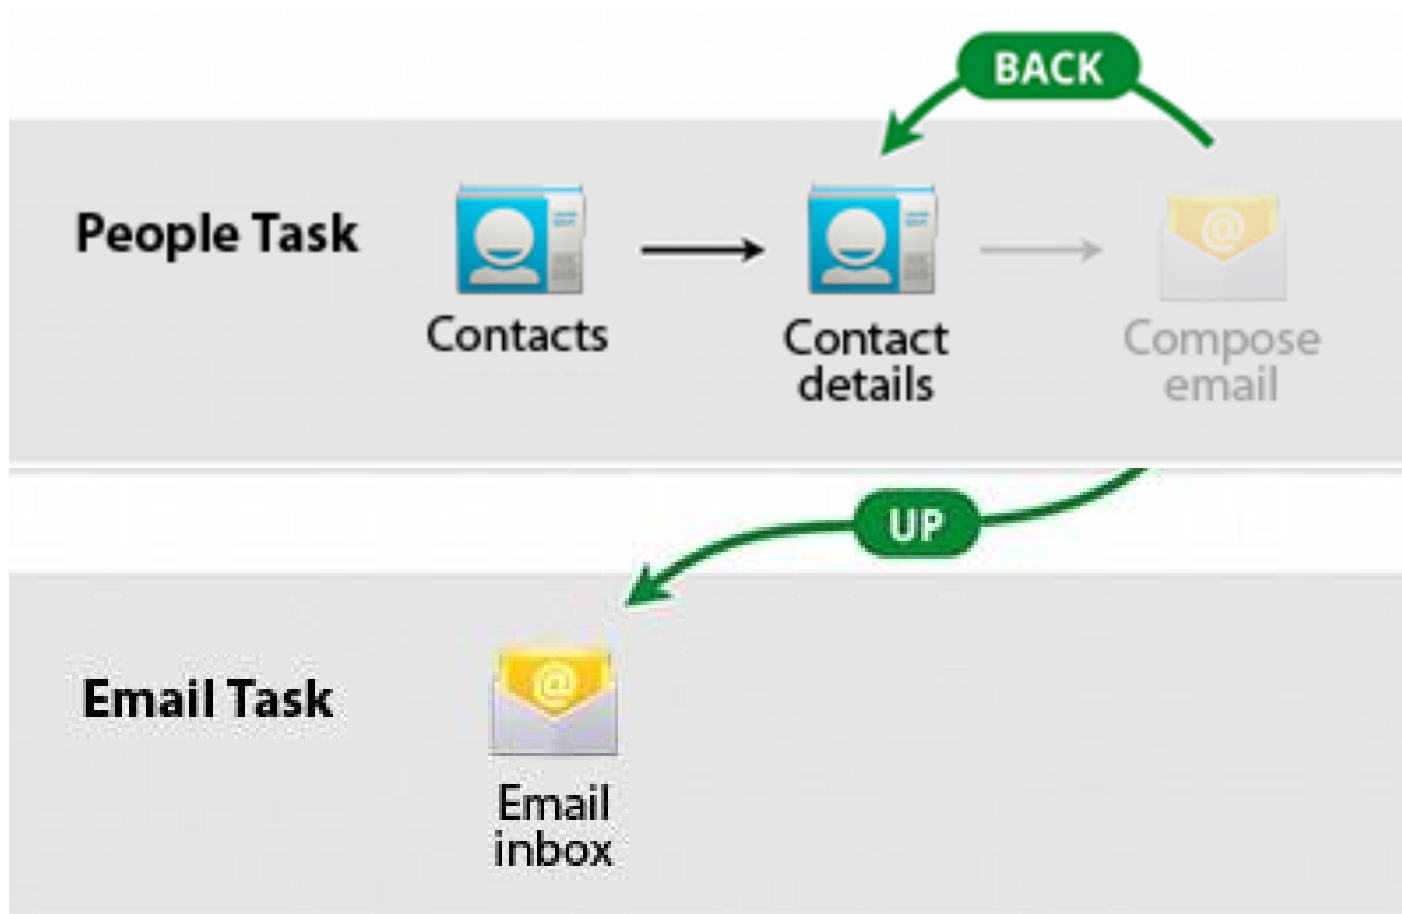 BACK
People Task
Contacts
Contact
details
@
Compose
email
UP
Email Task
@
Email
inbox